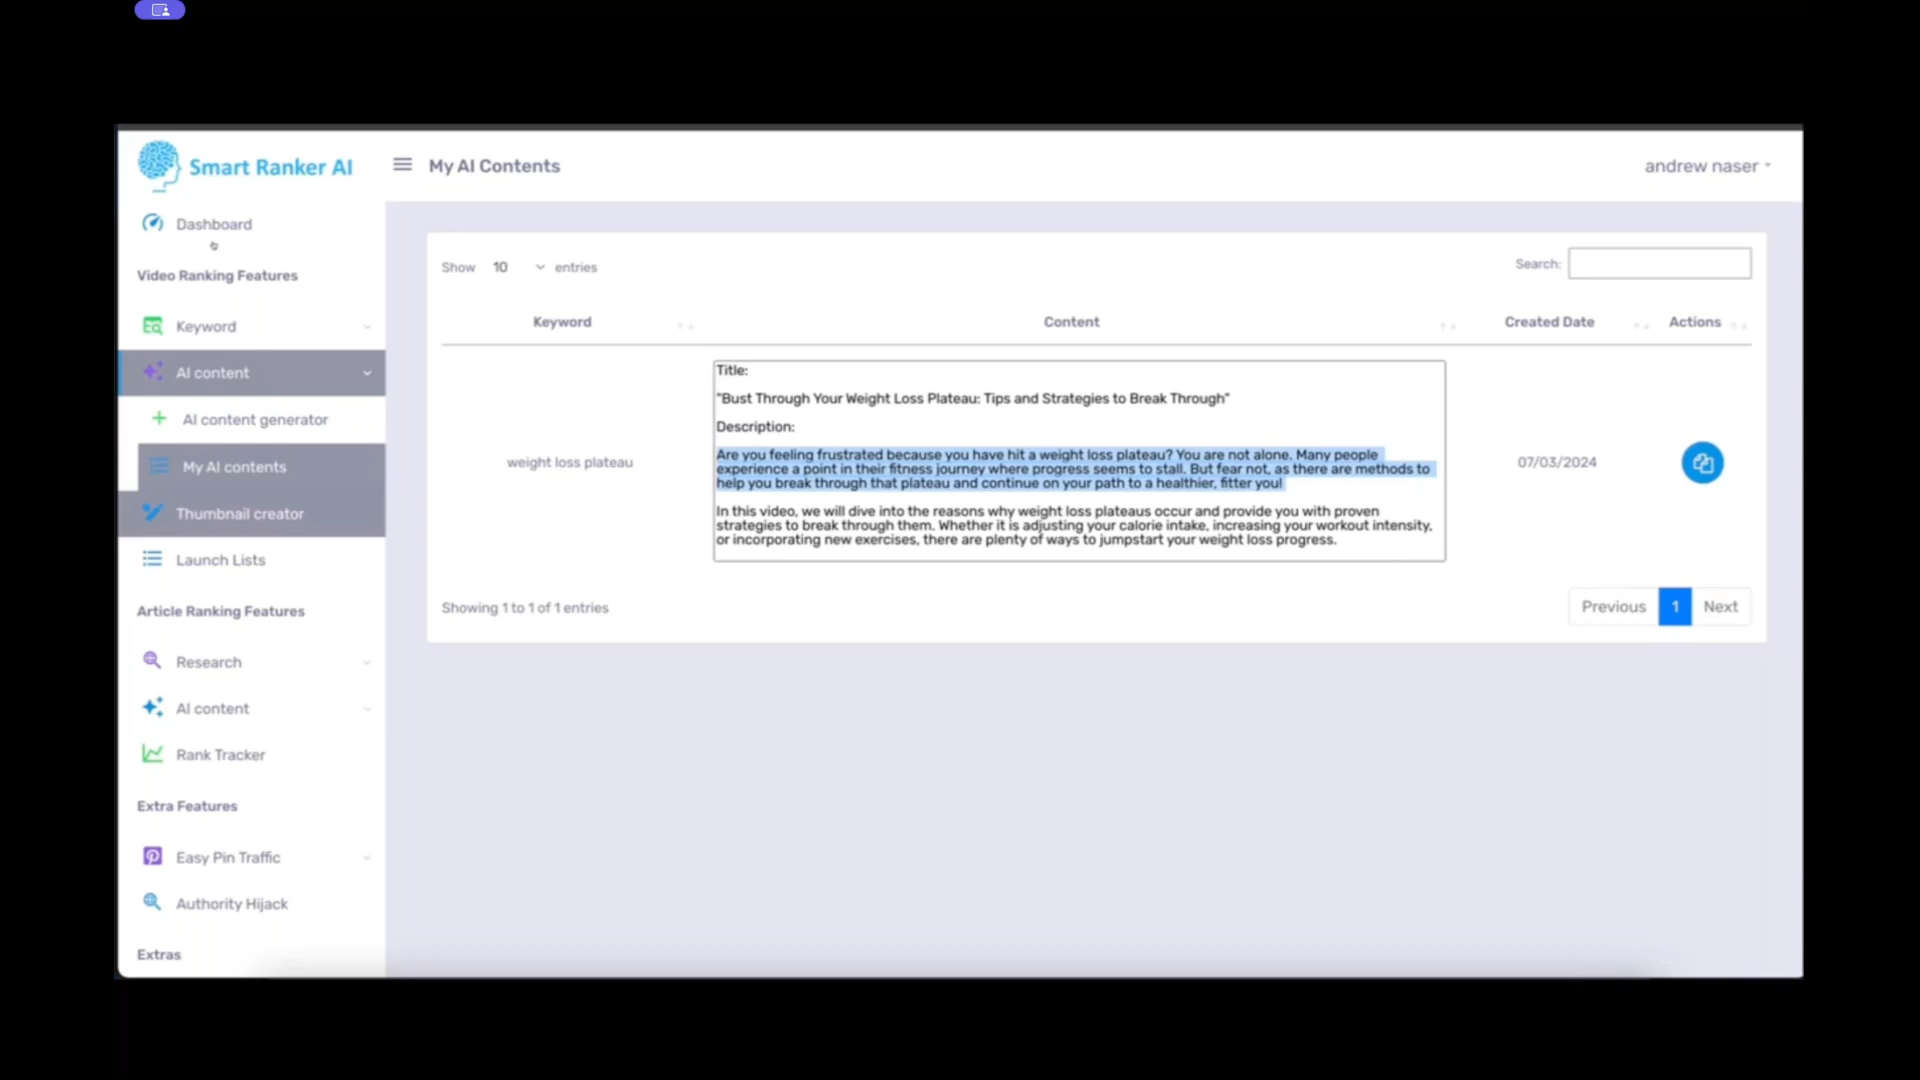 Smart Ranker AI
My AI Contents
andrew naser
Dashboard
Video Ranking Features
Keyword
AI content
AI content generator
My AI contents
Thumbnail creator
Launch Lists
Article Ranking Features
Research
AI content
Rank Tracker
Extra Features
Easy Pin Traffic
Authority Hijack
Extras
Show 10 entries
Search:
Keyword Content Created Date Actions
weight loss plateau
Title:
"Bust Through Your Weight Loss Plateau: Tips and Strategies to Break Through"
Description:
Are you feeling frustrated because you have hit a weight loss plateau? You are not alone. Many people
experience a point in their fitness journey where progress seems to stall. But fear not, as there are methods to
help you break through that plateau and continue on your path to a healthier, fitter you!
In this video, we will dive into the reasons why weight loss plateaus occur and provide you with proven
strategies to break through them. Whether it is adjusting your calorie intake, increasing your workout intensity,
or incorporating new exercises, there are plenty of ways to jumpstart your weight loss progress.
07/03/2024
Showing 1 to 1 of 1 entries
Previous 1 Next